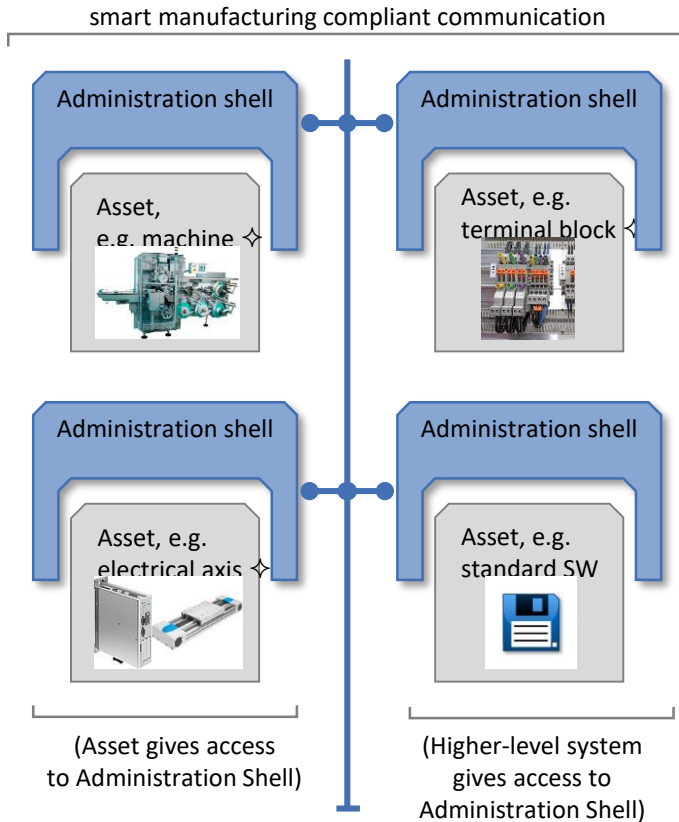 smart manufacturing compliant communication
Administration shell
Asset,
e.g. machine
Administration shell
Asset, e.g.
terminal block
Administration shell
Asset, e.g.
electrical axis
Administration shell
Asset, e.g.
standard SW
(Asset gives access
to Administration Shell)
(Higher-level system
gives access to
Administration Shell)